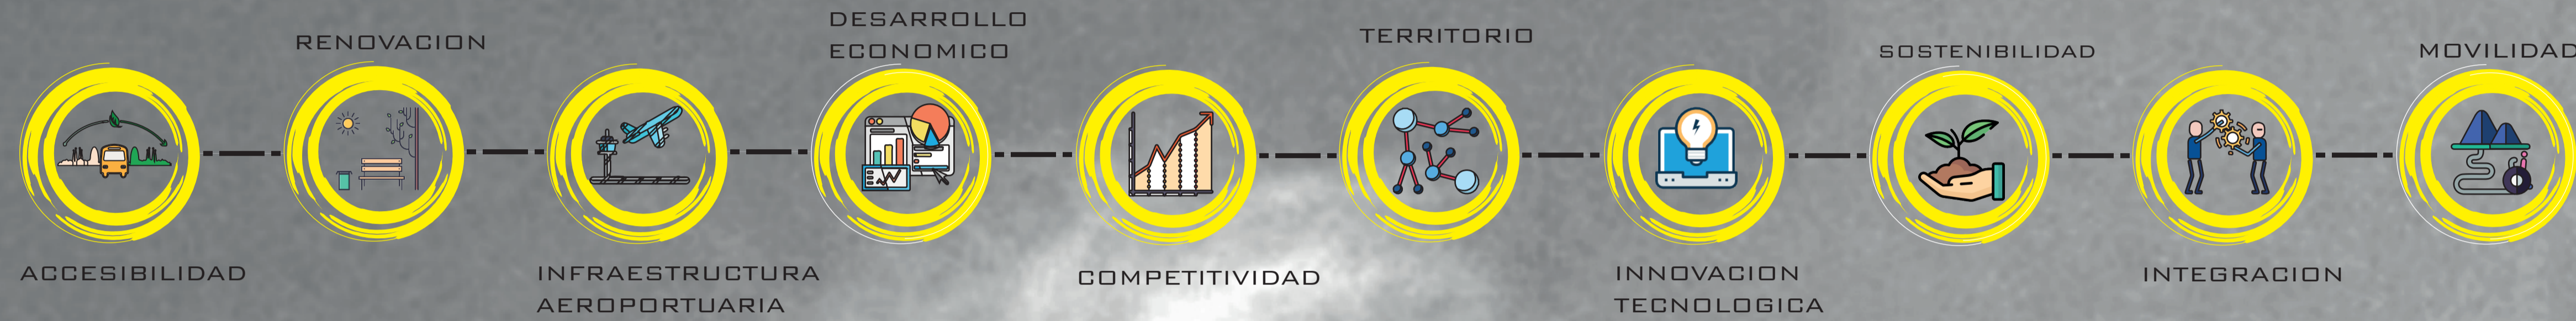 ACCESIBILIDAD
RENOVACION
INFRAESTRUCTURA
AEROPORTUARIA
DESARROLLO
ECONOMICO
COMPETITIVIDAD
TERRITORIO
INNOVACION
TECNOLOGICA
SOSTENIBILIDAD
INTEGRACION
MOVILIDAD